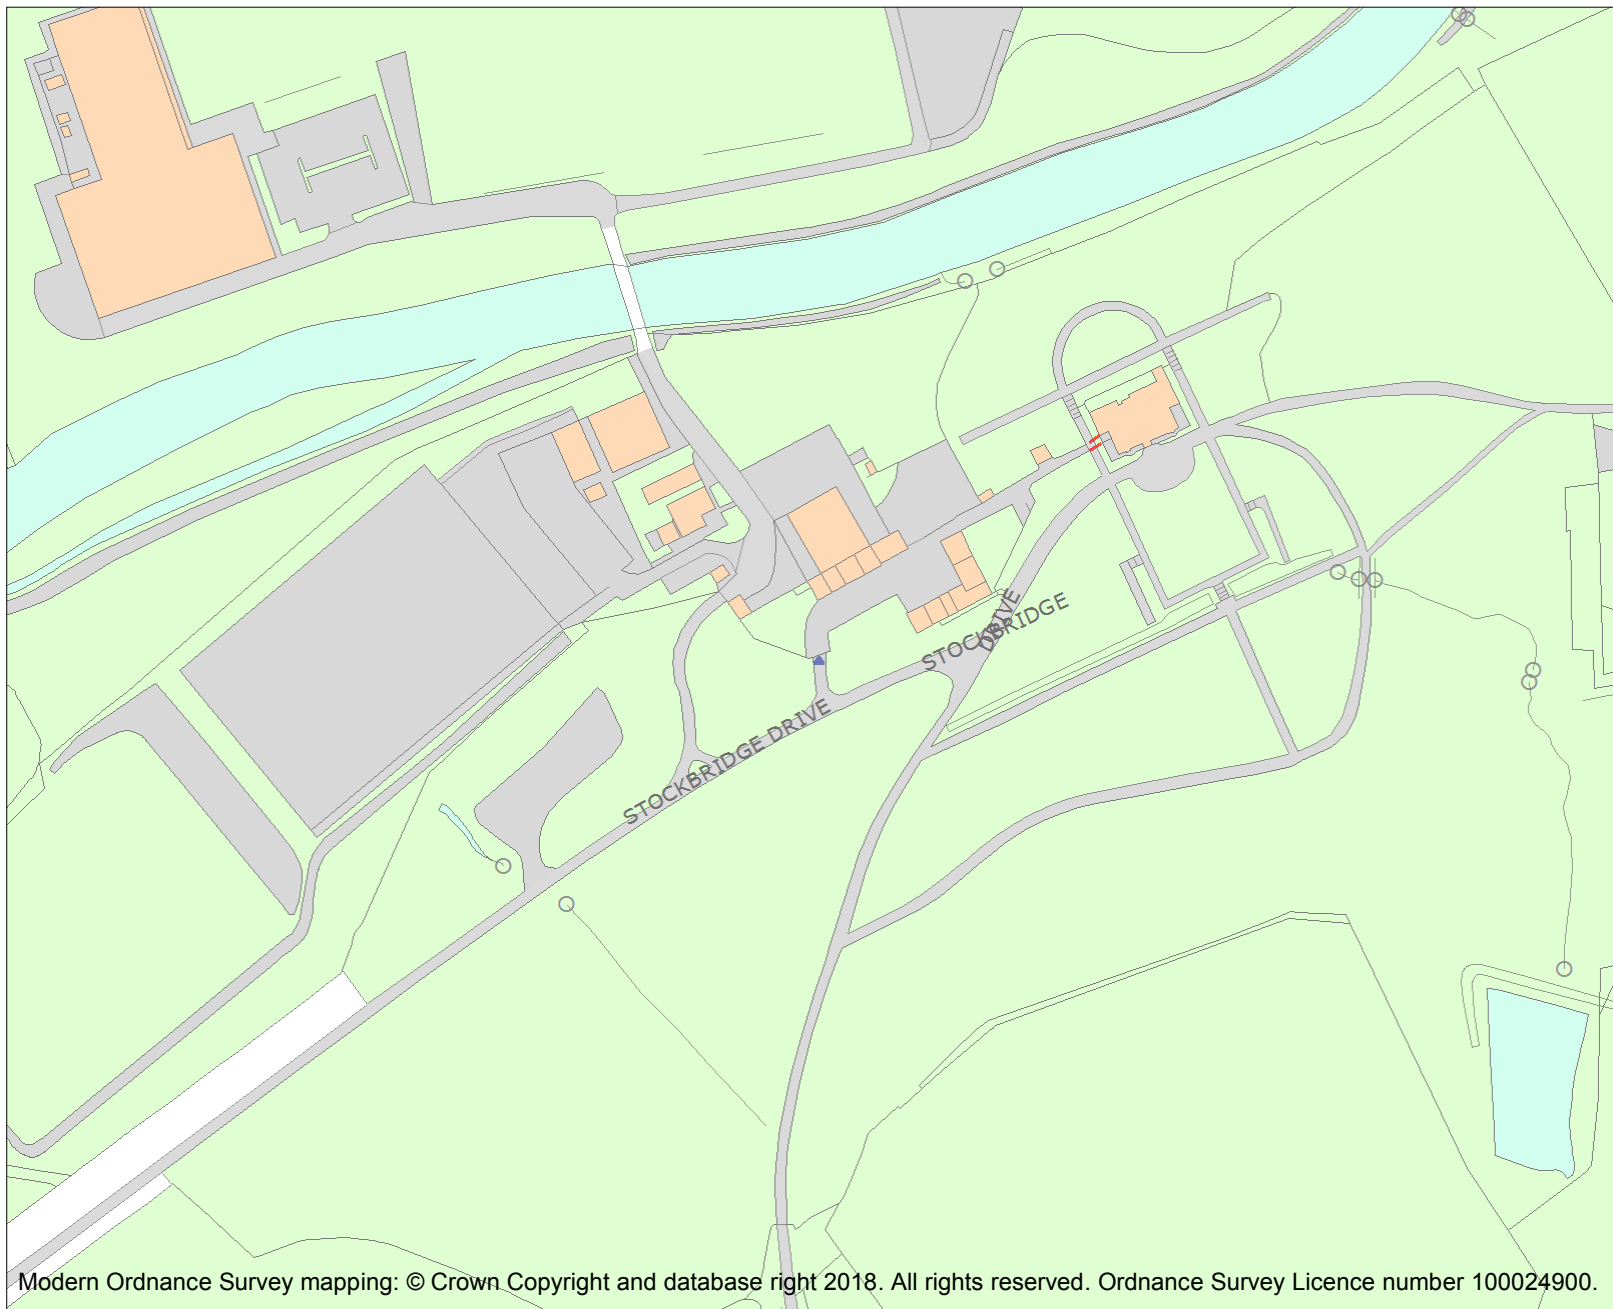 STOCKBRIDGE
DRIVE
STOCKBRIDGE DRIVE
Modern Ordnance Survey mapping: © Crown Copyright and database right 2018. All rights reserved. Ordnance Survey Licence number 100024900.